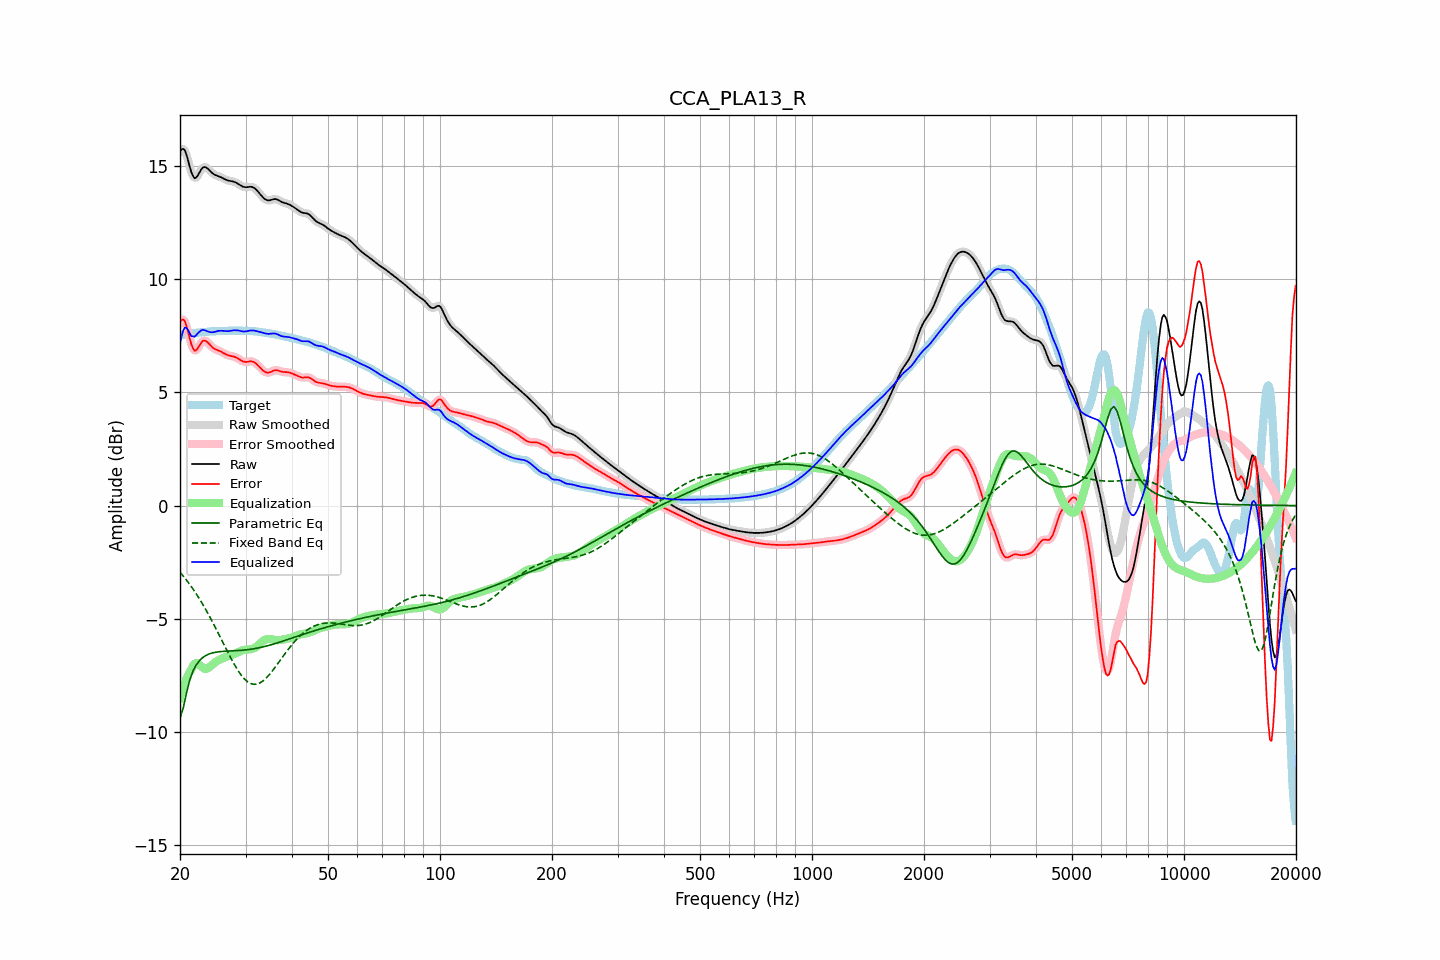 CCA_PLA13_R
Amplitude (dBr)
15
10
5
0
−5
−10
−15
Target
Raw Smoothed
Error Smoothed
Raw
Error
Equalization
Parametric Eq
Fixed Band Eq
Equalized
20 50 100 200 500 1000 2000 5000 10000 20000
Frequency (Hz)